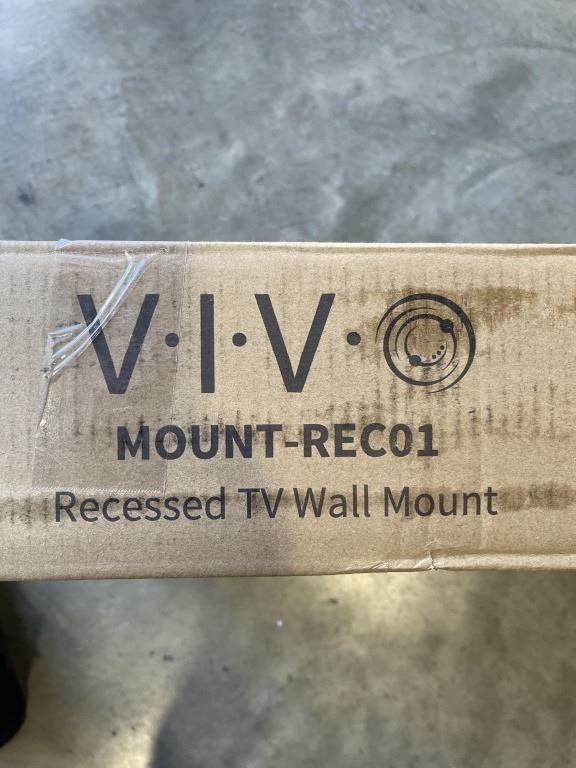 V·I·V·O
MOUNT-REC01
Recessed TV Wall Mount